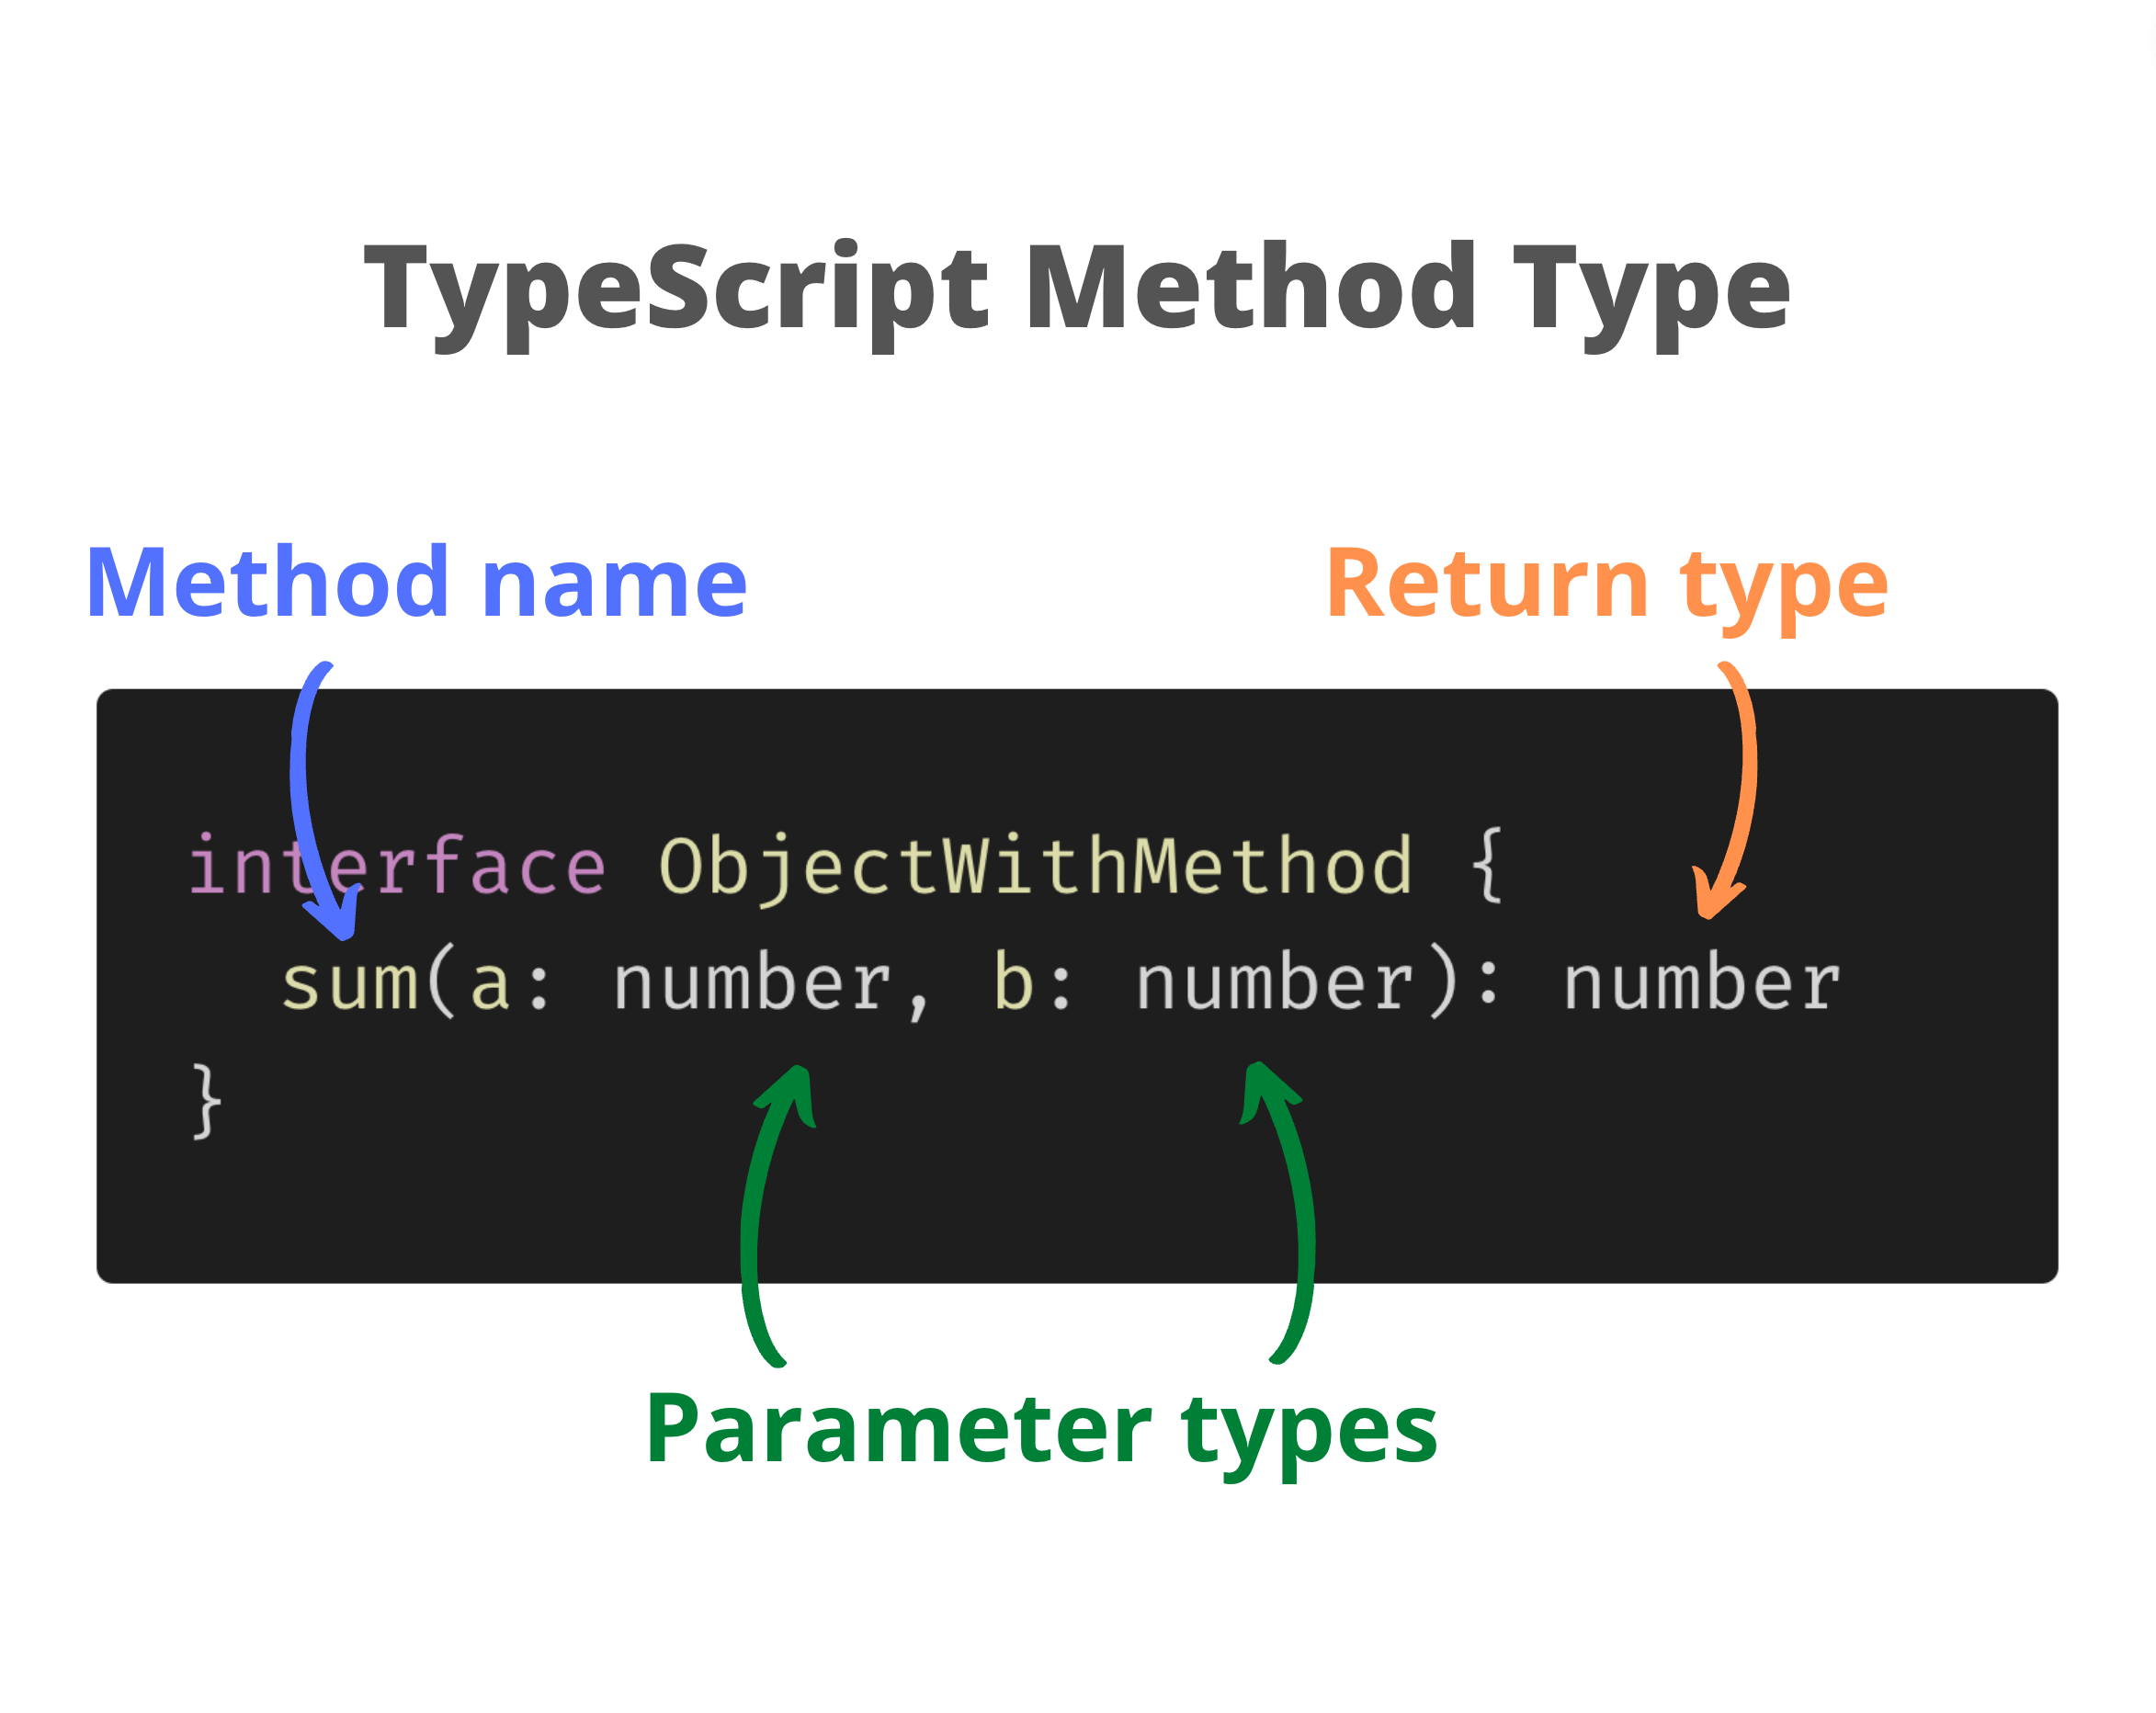 TypeScript Method Type
Method name
Return type
interface ObjectWithMethod {
sum(a: number, b: number): number
}
Parameter types